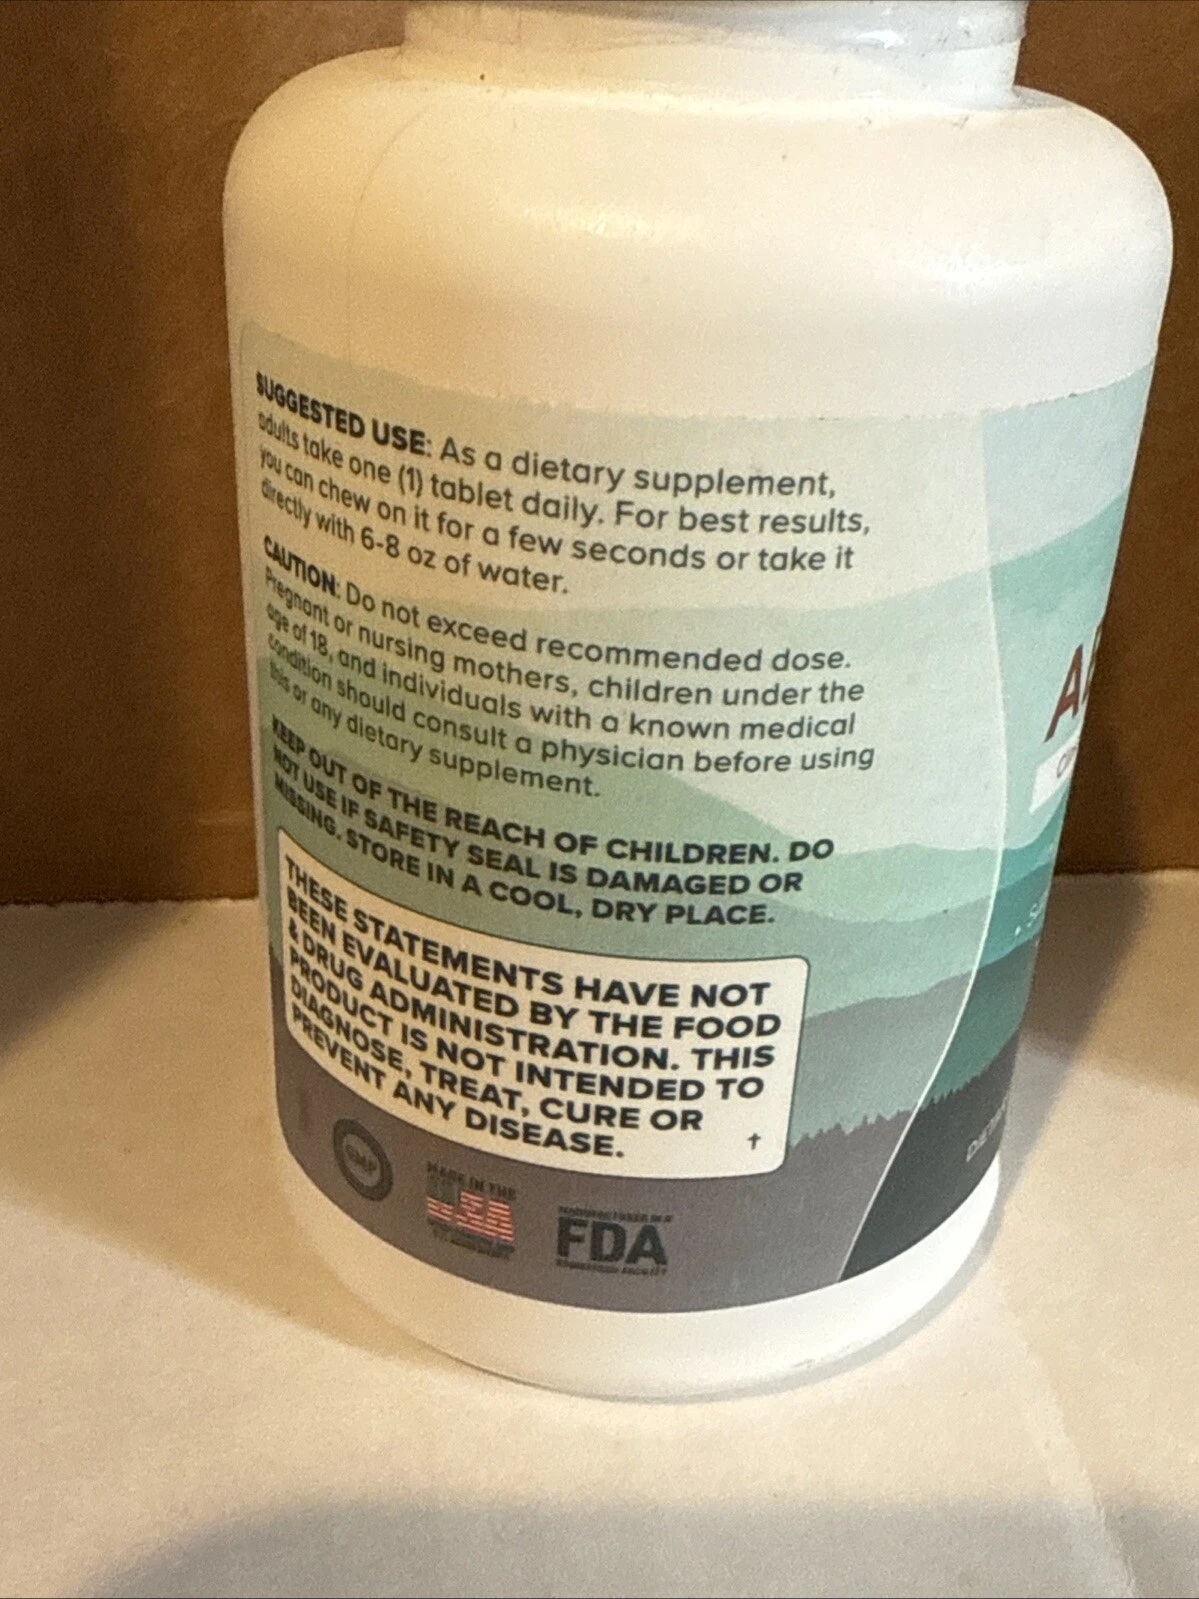 SUGGESTED USE: As a dietary supplement,
adults take one (1) tablet daily. For best results,
you can chew on it for a few seconds or take it
directly with 6-8 oz of water.
CAUTION: Do not exceed recommended dose.
Pregnant or nursing mothers, children under the
age of 18, and individuals with a known medical
condition should consult a physician before using
this or any dietary supplement.
KEEP OUT OF THE REACH OF CHILDREN. DO
NOT USE IF SAFETY SEAL IS DAMAGED OR
MISSING. STORE IN A COOL, DRY PLACE.
THESE STATEMENTS HAVE NOT
BEEN EVALUATED BY THE FOOD
& DRUG ADMINISTRATION. THIS
PRODUCT IS NOT INTENDED TO
DIAGNOSE, TREAT, CURE OR
PREVENT ANY DISEASE. †
GMP
MADE IN THE
USA
MANUFACTURED IN A
FDA
REGISTERED FACILITY